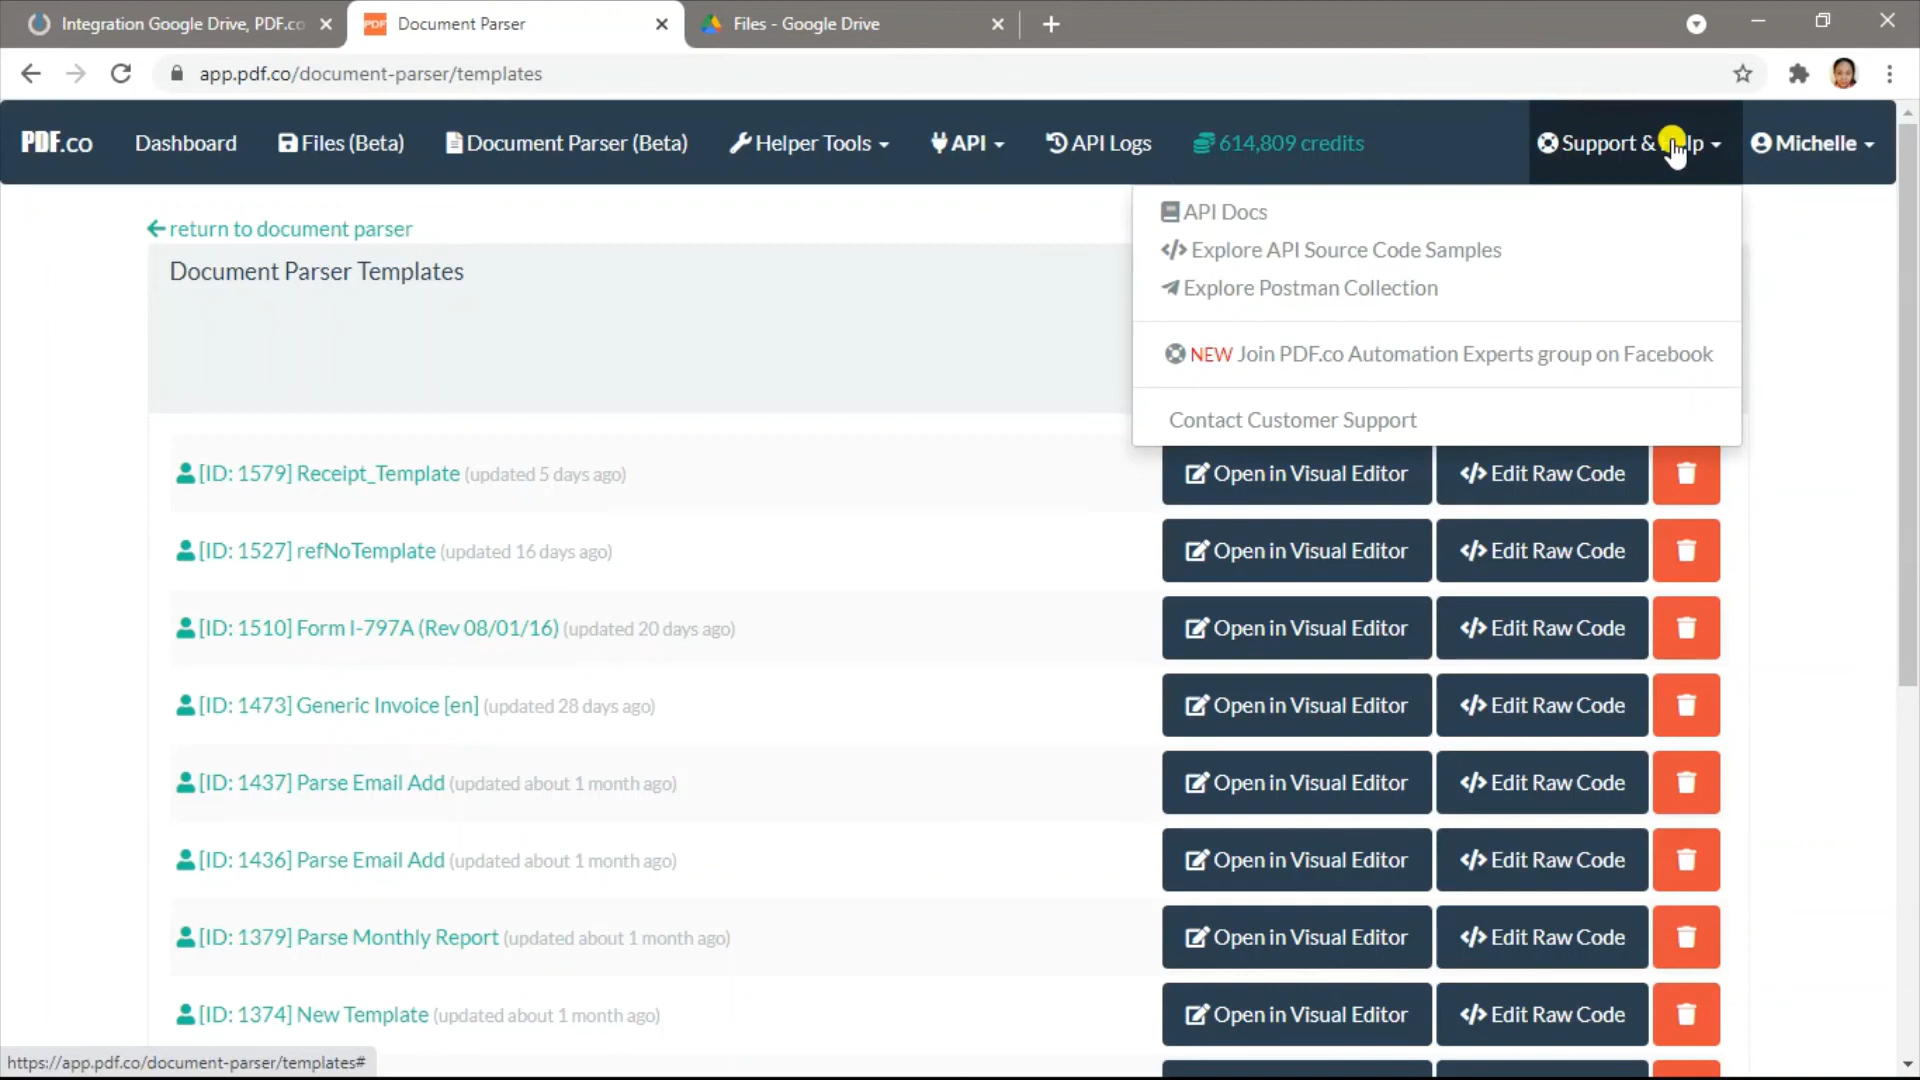 Integration Google Drive, PDF.co
PDF Document Parser
Files - Google Drive
app.pdf.co/document-parser/templates
PDF.co Dashboard Files (Beta) Document Parser (Beta) Helper Tools API API Logs 614,809 credits Support & Help Michelle
return to document parser
Document Parser Templates
API Docs
Explore API Source Code Samples
Explore Postman Collection
NEW Join PDF.co Automation Experts group on Facebook
Contact Customer Support
[ID: 1579] Receipt_Template (updated 5 days ago) Open in Visual Editor Edit Raw Code
[ID: 1527] refNoTemplate (updated 16 days ago) Open in Visual Editor Edit Raw Code
[ID: 1510] Form I-797A (Rev 08/01/16) (updated 20 days ago) Open in Visual Editor Edit Raw Code
[ID: 1473] Generic Invoice [en] (updated 28 days ago) Open in Visual Editor Edit Raw Code
[ID: 1437] Parse Email Add (updated about 1 month ago) Open in Visual Editor Edit Raw Code
[ID: 1436] Parse Email Add (updated about 1 month ago) Open in Visual Editor Edit Raw Code
[ID: 1379] Parse Monthly Report (updated about 1 month ago) Open in Visual Editor Edit Raw Code
[ID: 1374] New Template (updated about 1 month ago) Open in Visual Editor Edit Raw Code
https://app.pdf.co/document-parser/templates#